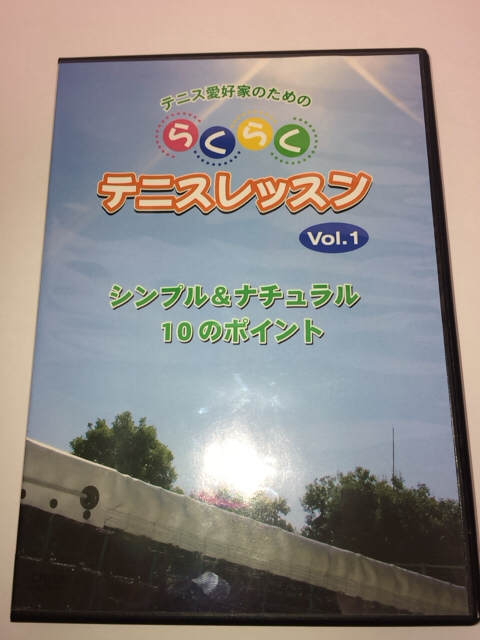 テニス愛好家のための
らくらく
テニスレッスン
Vol.1
シンプル＆ナチュラル
10のポイント
DVD